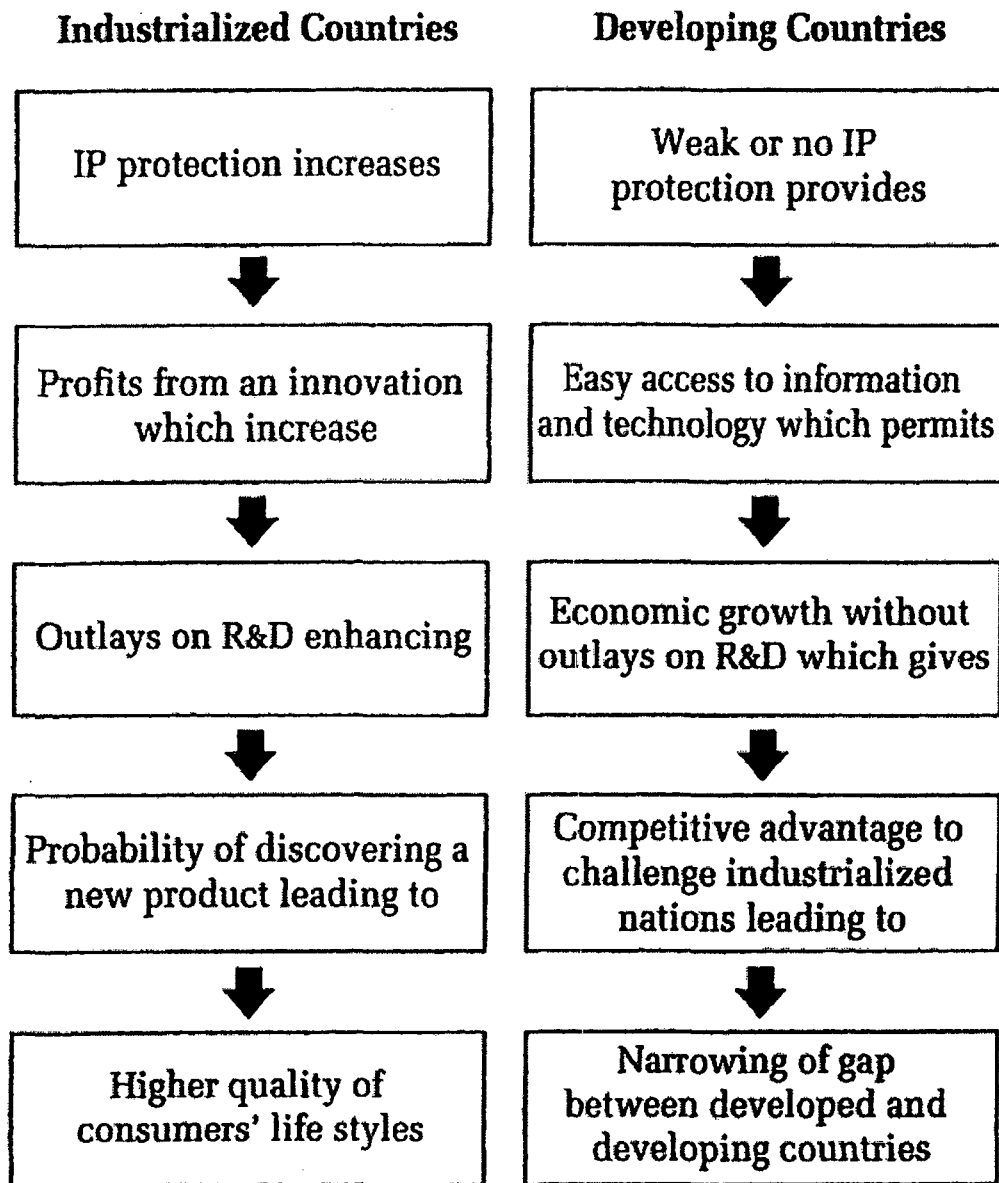 Industrialized Countries
IP protection increases
Profits from an innovation
which increase
Outlays on R&D enhancing
Probability of discovering a
new product leading to
Higher quality of
consumers' life styles
Developing Countries
Weak or no IP
protection provides
Easy access to information
and technology which permits
Economic growth without
outlays on R&D which gives
Competitive advantage to
challenge industrialized
nations leading to
Narrowing of gap
between developed and
developing countries